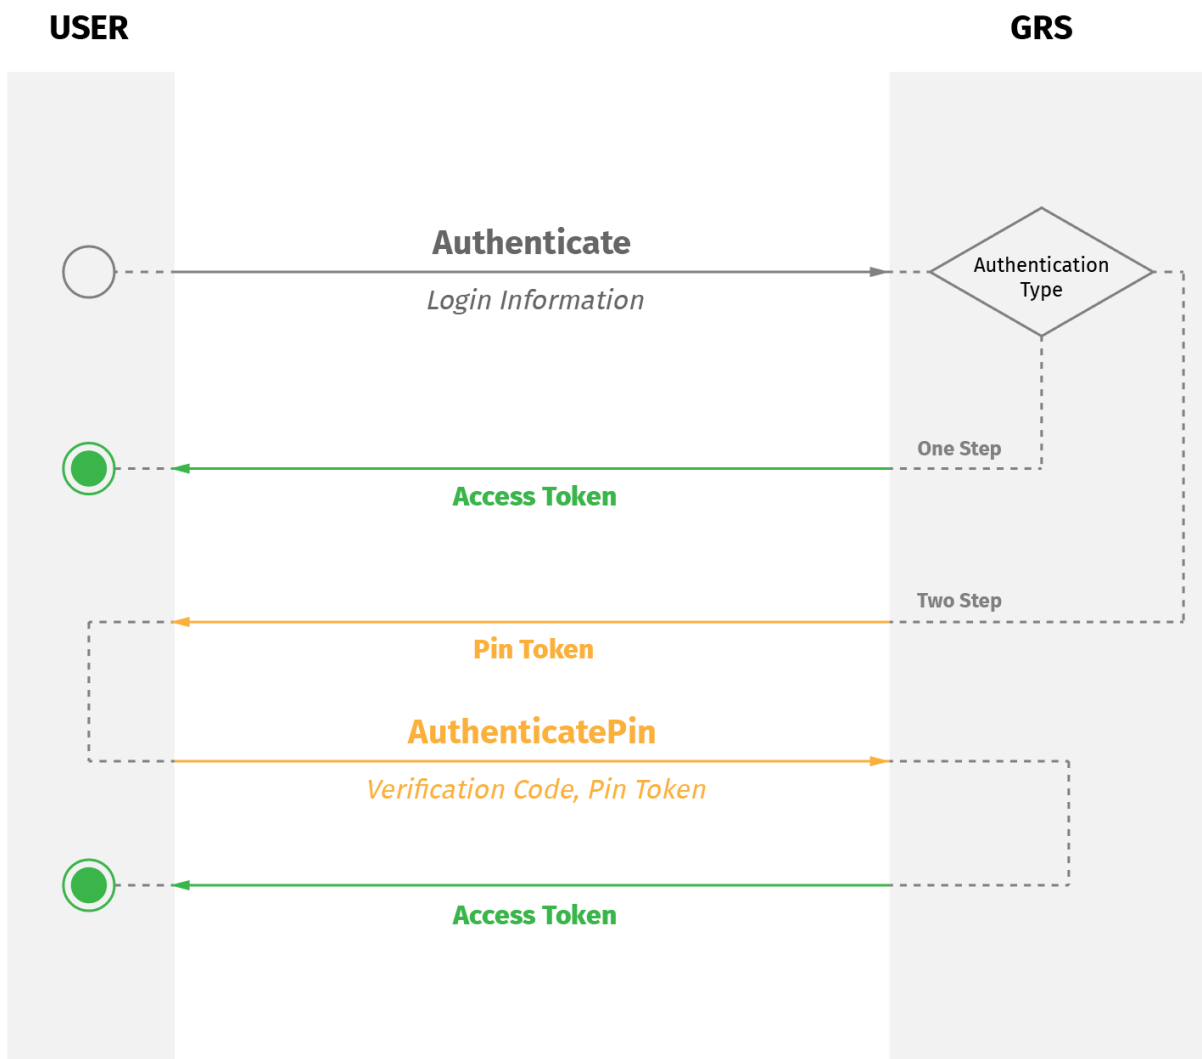 USER
GRS
Authenticate
Login Information
Authentication
Type
One Step
Access Token
Two Step
Pin Token
AuthenticatePin
Verification Code, Pin Token
Access Token